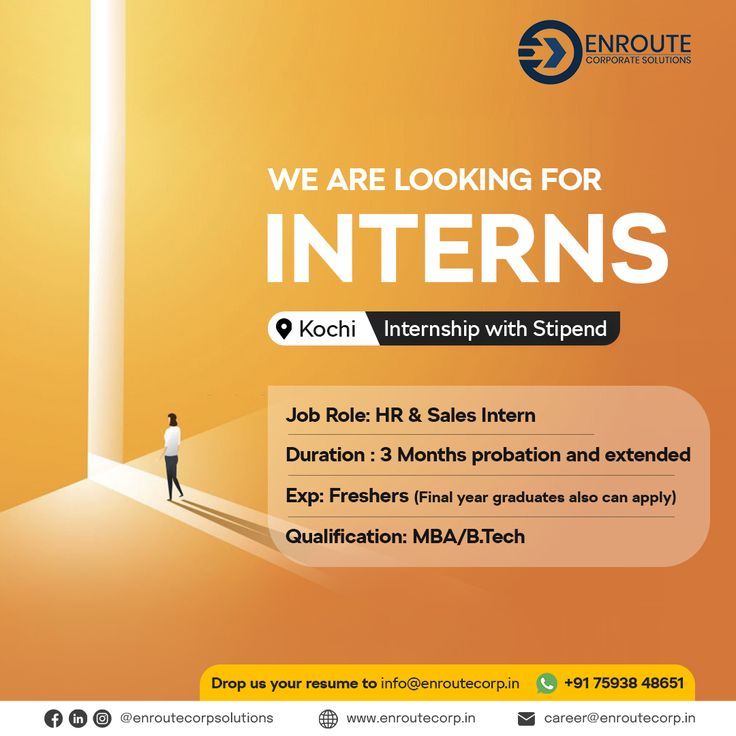 ENROUTE
CORPORATE SOLUTIONS
WE ARE LOOKING FOR
INTERNS
Kochi Internship with Stipend
Job Role: HR & Sales Intern
Duration : 3 Months probation and extended
Exp: Freshers (Final year graduates also can apply)
Qualification: MBA/B.Tech
Drop us your resume to info@enroutecorp.in +91 75938 48651
@enroutecorpsolutions www.enroutecorp.in career@enroutecorp.in